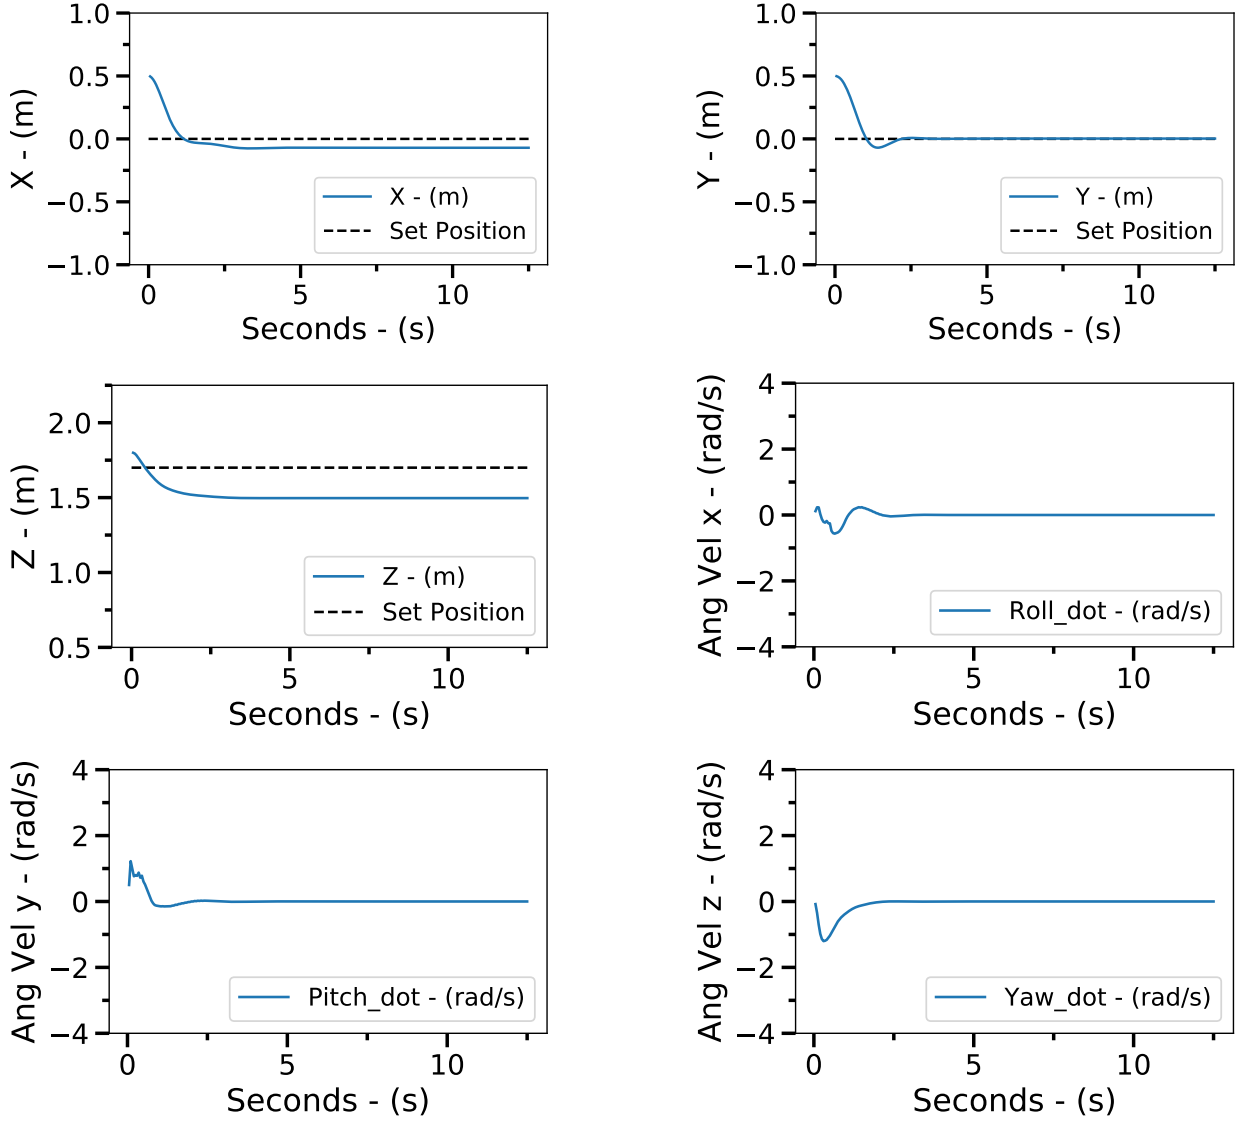 1.0
0.5
0.0
−0.5
−1.0
X - (m)
X - (m)
Set Position
0 5 10
Seconds - (s)
1.0
0.5
0.0
−0.5
−1.0
Y - (m)
Y - (m)
Set Position
0 5 10
Seconds - (s)
2.0
1.5
1.0
0.5
Z - (m)
Z - (m)
Set Position
0 5 10
Seconds - (s)
4
2
0
−2
−4
Ang Vel x - (rad/s)
Roll_dot - (rad/s)
0 5 10
Seconds - (s)
4
2
0
−2
−4
Ang Vel y - (rad/s)
Pitch_dot - (rad/s)
0 5 10
Seconds - (s)
4
2
0
−2
−4
Ang Vel z - (rad/s)
Yaw_dot - (rad/s)
0 5 10
Seconds - (s)